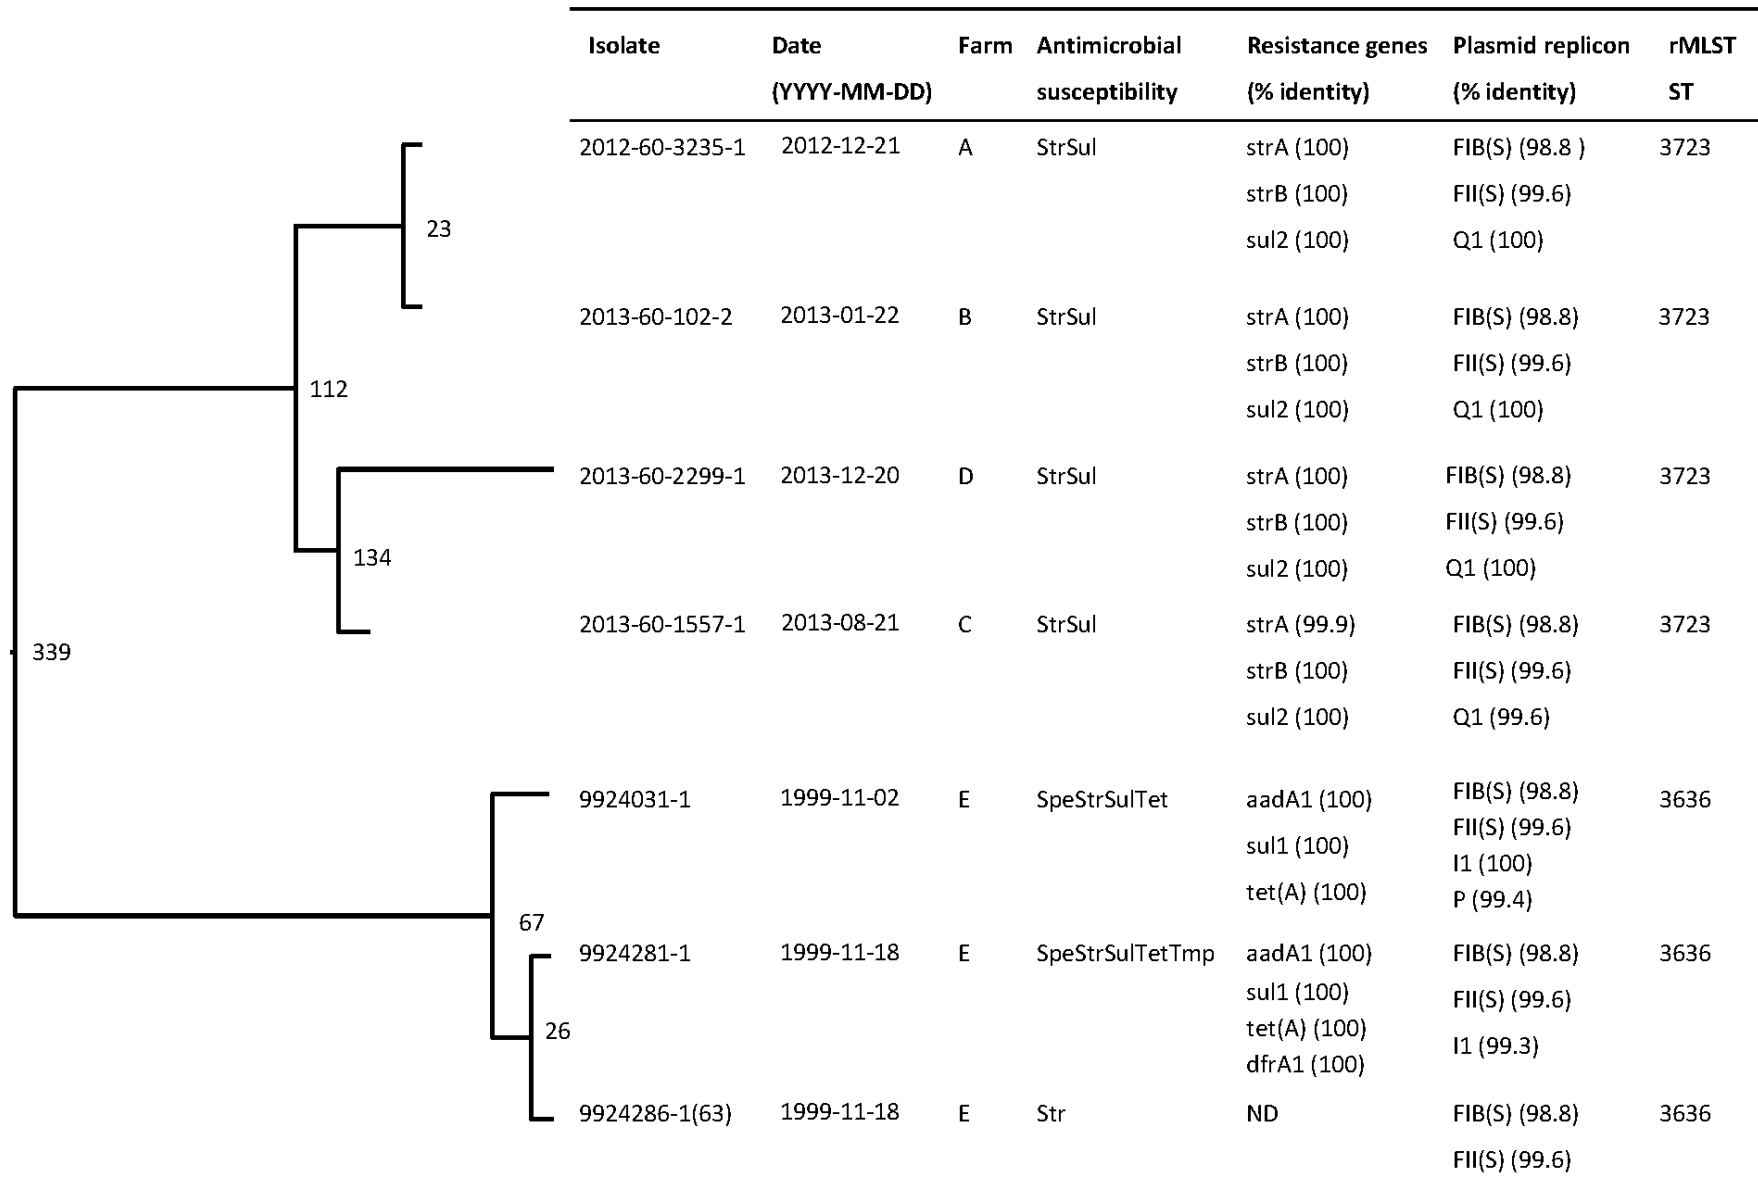 Isolate Date Farm Antimicrobial Resistance genes Plasmid replicon rMLST
(YYYY-MM-DD) susceptibility (% identity) (% identity) ST
2012-60-3235-1 2012-12-21 A StrSul strA (100) FIB(S) (98.8 ) 3723
strB (100) FII(S) (99.6)
23
sul2 (100) Q1 (100)
2013-60-102-2 2013-01-22 B StrSul strA (100) FIB(S) (98.8) 3723
strB (100) FII(S) (99.6)
112
sul2 (100) Q1 (100)
2013-60-2299-1 2013-12-20 D StrSul strA (100) FIB(S) (98.8) 3723
strB (100) FII(S) (99.6)
134
sul2 (100) Q1 (100)
2013-60-1557-1 2013-08-21 C StrSul strA (99.9) FIB(S) (98.8) 3723
339
strB (100) FII(S) (99.6)
sul2 (100) Q1 (99.6)
9924031-1 1999-11-02 E SpeStrSulTet aadA1 (100) FIB(S) (98.8) 3636
FII(S) (99.6)
sul1 (100)
I1 (100)
tet(A) (100) P (99.4)
67
9924281-1 1999-11-18 E SpeStrSulTetTmp aadA1 (100) FIB(S) (98.8) 3636
sul1 (100) FII(S) (99.6)
26
tet(A) (100)
I1 (99.3)
dfrA1 (100)
9924286-1(63) 1999-11-18 E Str ND FIB(S) (98.8) 3636
FII(S) (99.6)